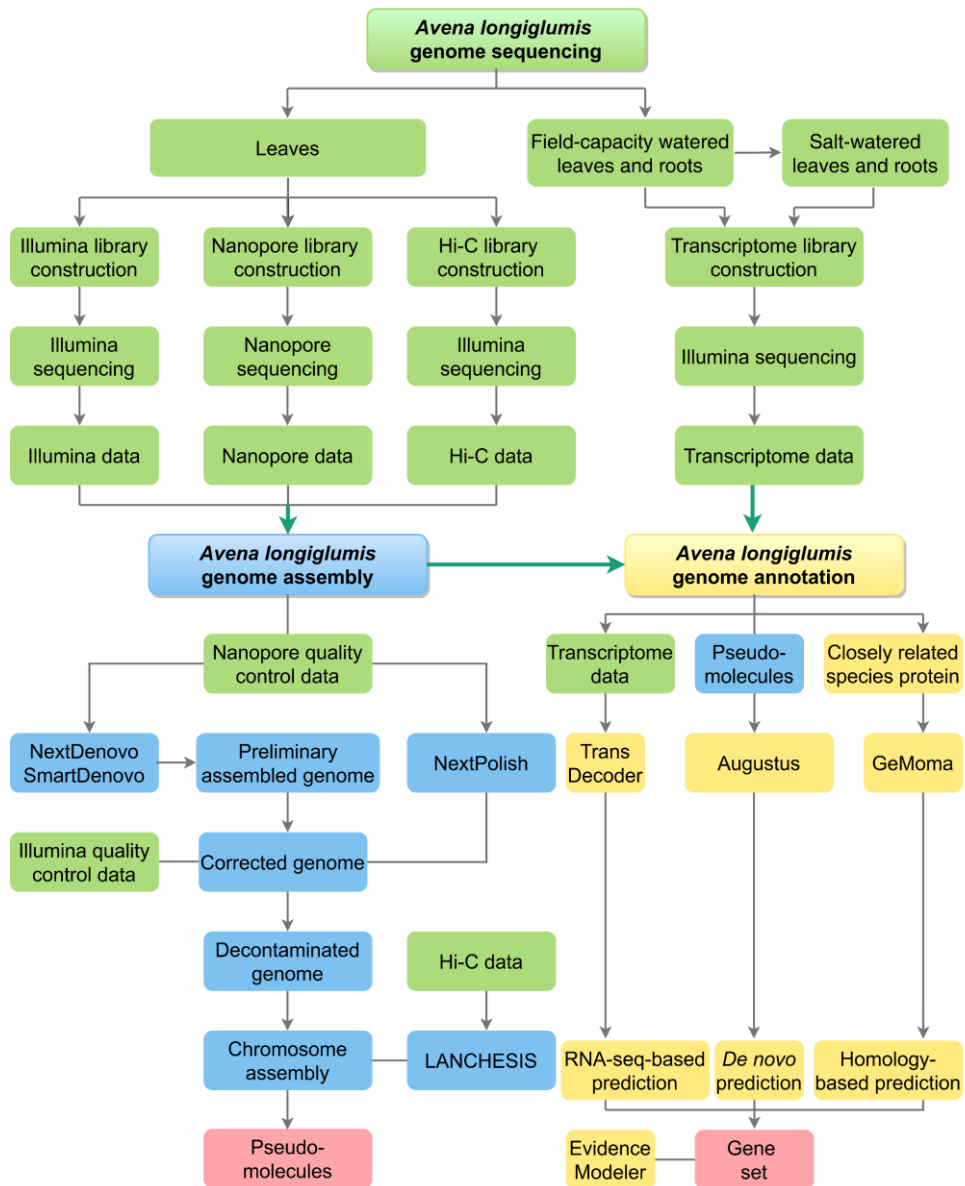 Avena longiglumis
genome sequencing
Leaves
Field-capacity watered
leaves and roots
Salt-watered
leaves and roots
Illumina library
construction
Nanopore library
construction
Hi-C library
construction
Transcriptome library
construction
Illumina
sequencing
Nanopore
sequencing
Illumina
sequencing
Illumina sequencing
Illumina data
Nanopore data
Hi-C data
Transcriptome data
Avena longiglumis
genome assembly
Avena longiglumis
genome annotation
Nanopore quality
control data
Transcriptome
data
Pseudo-
molecules
Closely related
species protein
NextDenovo
SmartDenovo
Preliminary
assembled genome
NextPolish
Trans
Decoder
Augustus
GeMoma
Illumina quality
control data
Corrected genome
Decontaminated
genome
Hi-C data
Chromosome
assembly
LANCHESIS
RNA-seq-based
prediction
De novo
prediction
Homology-
based prediction
Pseudo-
molecules
Evidence
Modeler
Gene
set